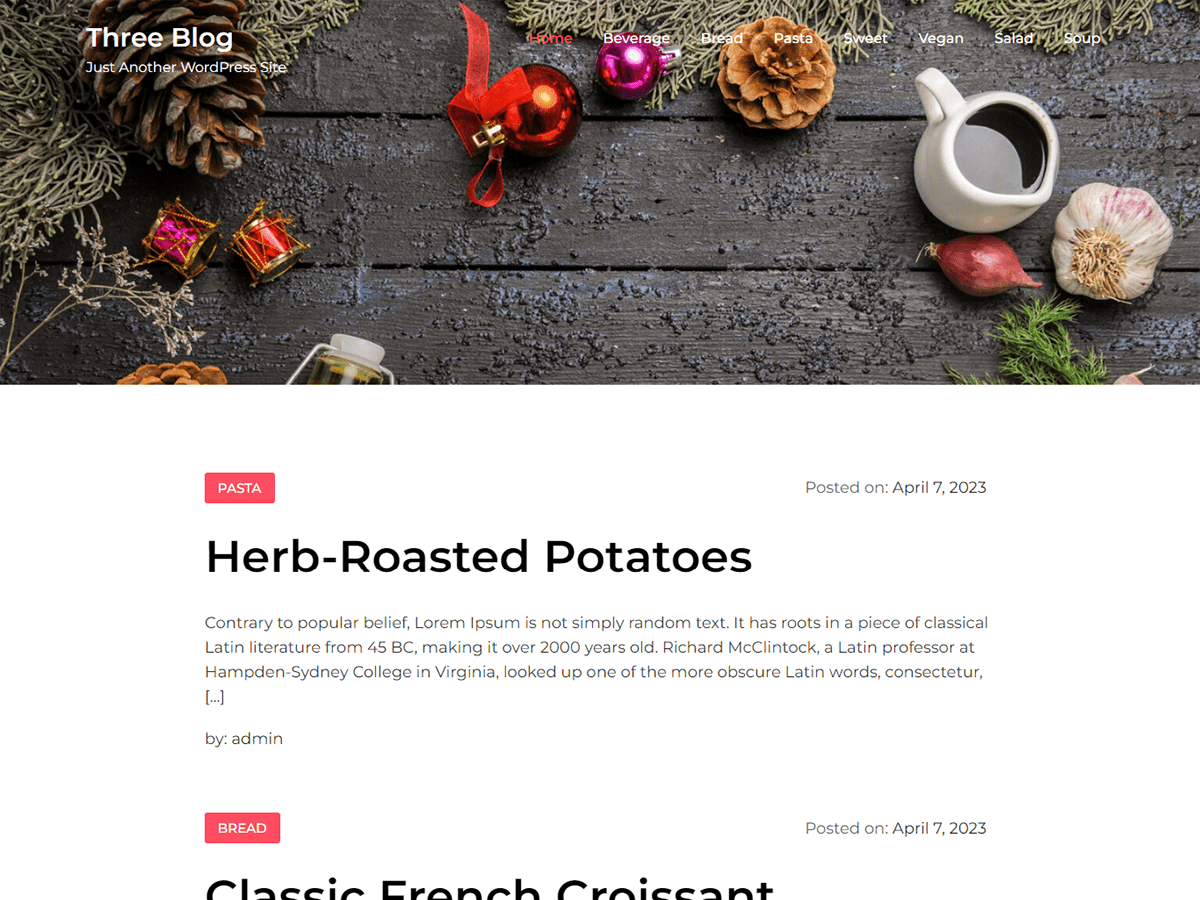 Three Blog
Just Another WordPress Site
Home Beverage Bread Pasta Sweet Vegan Salad Soup
PASTA
Posted on: April 7, 2023
Herb-Roasted Potatoes
Contrary to popular belief, Lorem Ipsum is not simply random text. It has roots in a piece of classical
Latin literature from 45 BC, making it over 2000 years old. Richard McClintock, a Latin professor at
Hampden-Sydney College in Virginia, looked up one of the more obscure Latin words, consectetur,
[…]
by: admin
BREAD
Posted on: April 7, 2023
Classic French Croissant